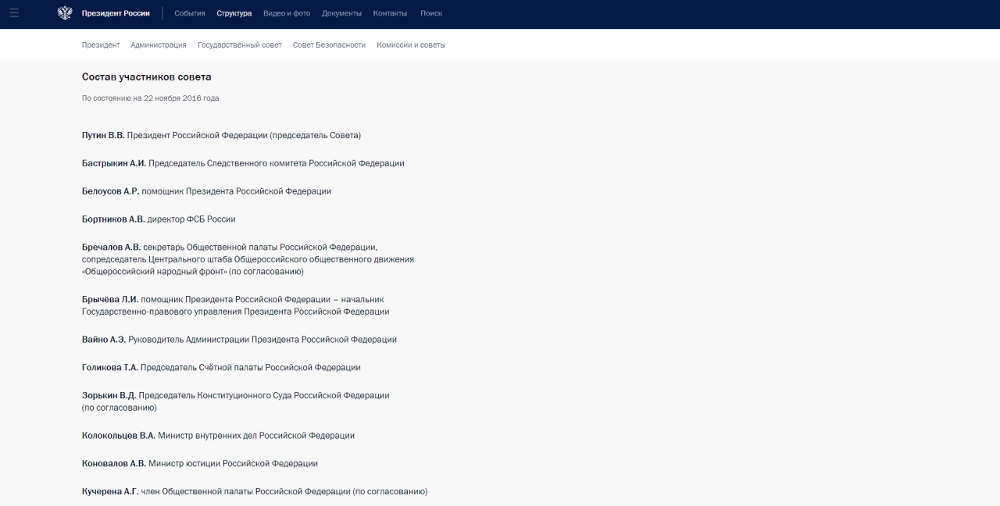 Президент России
События
Структура
Видео и фото
Документы
Контакты
Поиск
Президент
Администрация
Государственный совет
Совет Безопасности
Комиссии и советы
Состав участников совета
По состоянию на 22 ноября 2016 года
Путин В.В. Президент Российской Федерации (председатель Совета)
Бастрыкин А.И. Председатель Следственного комитета Российской Федерации
Белоусов А.Р. помощник Президента Российской Федерации
Бортников А.В. директор ФСБ России
Бречалов А.В. секретарь Общественной палаты Российской Федерации,
сопредседатель Центрального штаба Общероссийского общественного движения
«Общероссийский народный фронт» (по согласованию)
Брычёва Л.И. помощник Президента Российской Федерации – начальник
Государственно-правового управления Президента Российской Федерации
Вайно А.Э. Руководитель Администрации Президента Российской Федерации
Голикова Т.А. Председатель Счётной палаты Российской Федерации
Зорькин В.Д. Председатель Конституционного Суда Российской Федерации
(по согласованию)
Колокольцев В.А. Министр внутренних дел Российской Федерации
Коновалов А.В. Министр юстиции Российской Федерации
Кучерена А.Г. член Общественной палаты Российской Федерации (по согласованию)